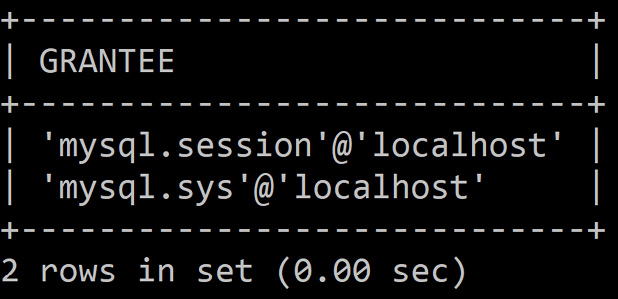 +-----------------------------+
| GRANTEE                     |
+-----------------------------+
| 'mysql.session'@'localhost' |
| 'mysql.sys'@'localhost'     |
+-----------------------------+
2 rows in set (0.00 sec)